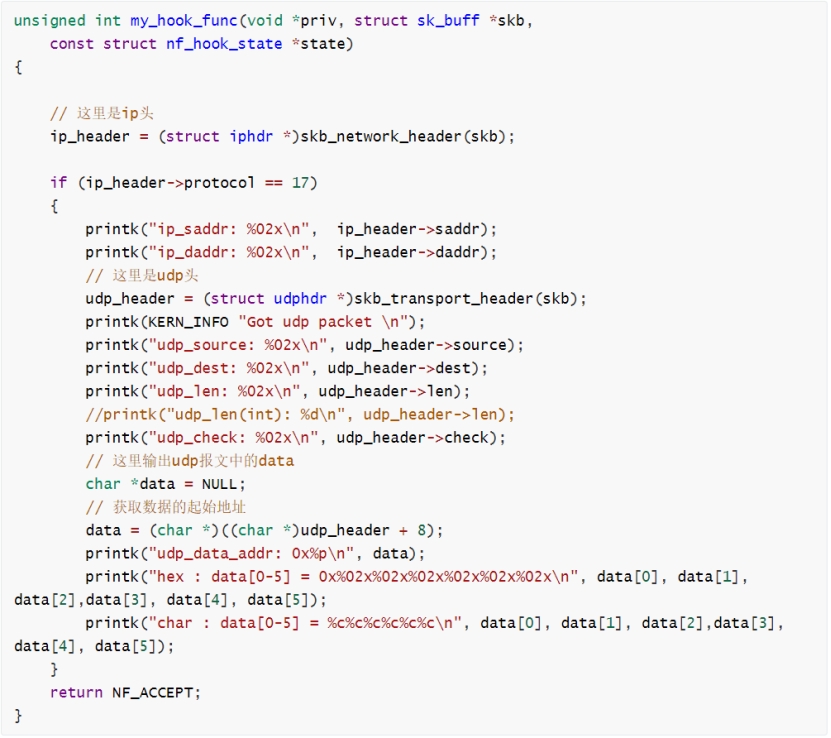 unsigned int my_hook_func(void *priv, struct sk_buff *skb,
    const struct nf_hook_state *state)
{
    // 这里是ip头
    ip_header = (struct iphdr *)skb_network_header(skb);
    if (ip_header->protocol == 17)
    {
        printk("ip_saddr: %02x\n",  ip_header->saddr);
        printk("ip_daddr: %02x\n",  ip_header->daddr);
        // 这里是udp头
        udp_header = (struct udphdr *)skb_transport_header(skb);
        printk(KERN_INFO "Got udp packet \n");
        printk("udp_source: %02x\n", udp_header->source);
        printk("udp_dest: %02x\n", udp_header->dest);
        printk("udp_len: %02x\n", udp_header->len);
        //printk("udp_len(int): %d\n", udp_header->len);
        printk("udp_check: %02x\n", udp_header->check);
        // 这里输出udp报文中的data
        char *data = NULL;
        // 获取数据的起始地址
        data = (char *)((char *)udp_header + 8);
        printk("udp_data_addr: 0x%p\n", data);
        printk("hex : data[0-5] = 0x%02x%02x%02x%02x%02x%02x\n", data[0], data[1],
data[2],data[3], data[4], data[5]);
        printk("char : data[0-5] = %c%c%c%c%c%c\n", data[0], data[1], data[2],data[3],
data[4], data[5]);
    }
    return NF_ACCEPT;
}